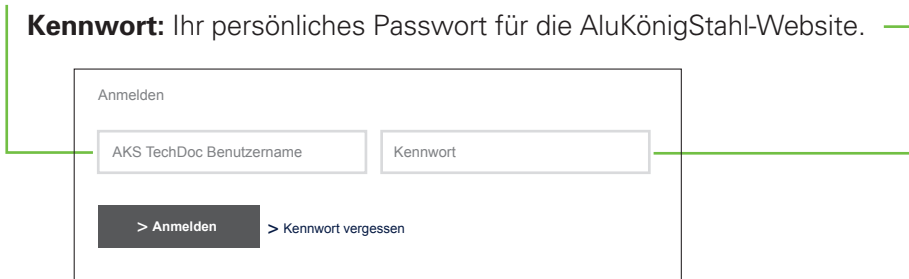 Kennwort: Ihr persönliches Passwort für die AluKönigStahl-Website.
Anmelden
AKS TechDoc Benutzername
Kennwort
> Anmelden
> Kennwort vergessen